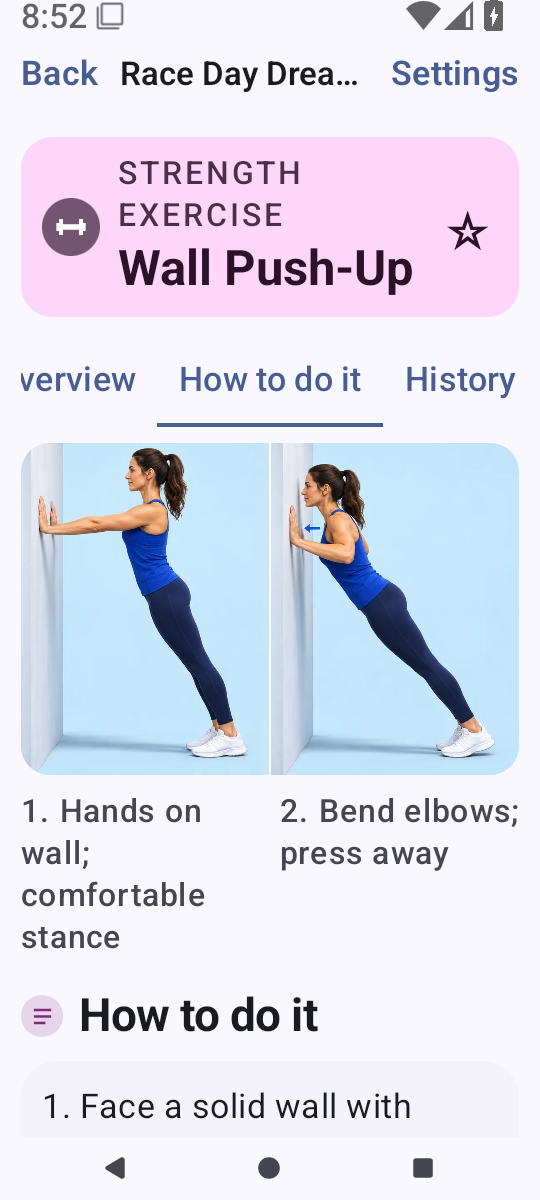 8:52
Back Race Day Drea... Settings
STRENGTH
EXERCISE
Wall Push-Up
verview How to do it History
1. Hands on
wall;
comfortable
stance
2. Bend elbows;
press away
How to do it
1. Face a solid wall with